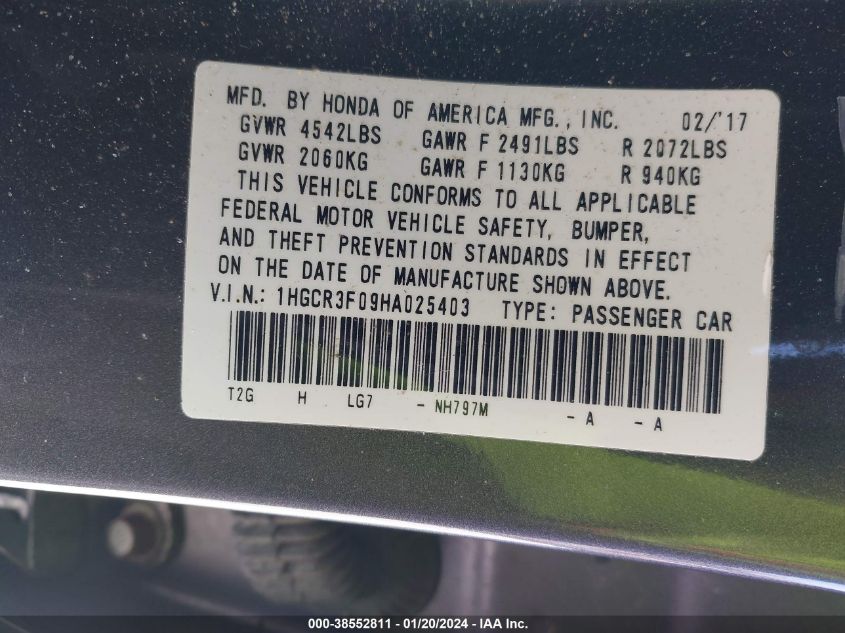 MFD. BY HONDA OF AMERICA MFG., INC. 02/'17
GVWR 4542LBS GAWR F 2491LBS R 2072LBS
GVWR 2060KG GAWR F 1130KG R 940KG
THIS VEHICLE CONFORMS TO ALL APPLICABLE
FEDERAL MOTOR VEHICLE SAFETY, BUMPER,
AND THEFT PREVENTION STANDARDS IN EFFECT
ON THE DATE OF MANUFACTURE SHOWN ABOVE.
V.I.N.: 1HGCR3F09HA025403 TYPE: PASSENGER CAR
T2G H LG7 - NH797M - A - A
000-38552811 - 01/20/2024 - IAA Inc.